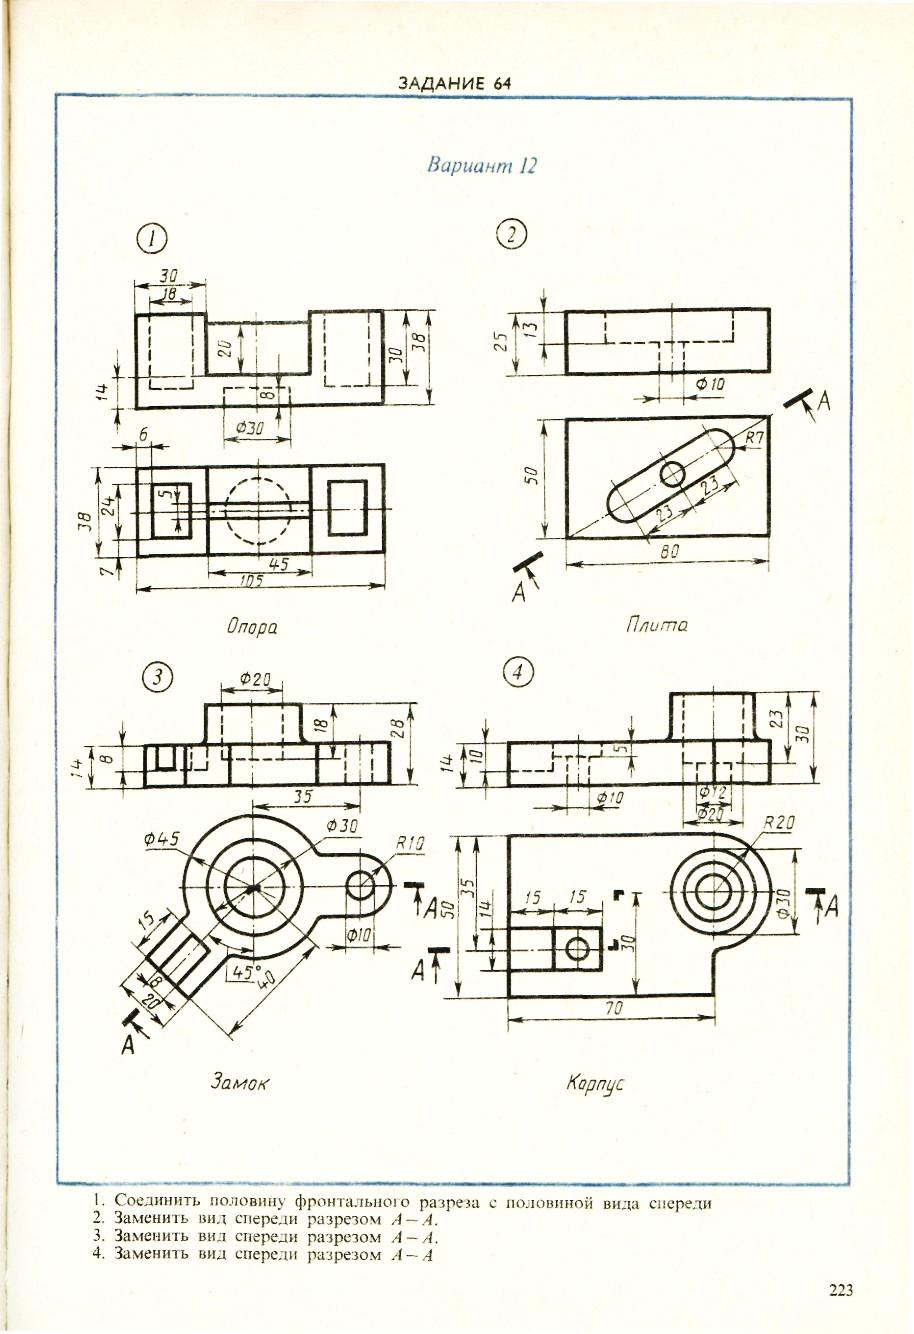 ЗАДАНИЕ 64
Вариант 12
1
2
30
18
20
14
8
30
38
Ф30
6
38
24
5
7
45
105
Опора
25
13
Ф10
A
50
R7
23
23
80
A
Плита
3
4
Ф20
14
8
18
28
35
Ф45
Ф30
R10
A
Ф10
15
8
20
45°
40
A
Замок
14
10
5
23
30
Ф10
Ф12
Ф20
R20
50
35
14
15
15
30
Ф30
A
A
70
Корпус
1. Соединить половину фронтального разреза с половиной вида спереди
2. Заменить вид спереди разрезом А—А.
3. Заменить вид спереди разрезом А—А.
4. Заменить вид спереди разрезом А—А
223